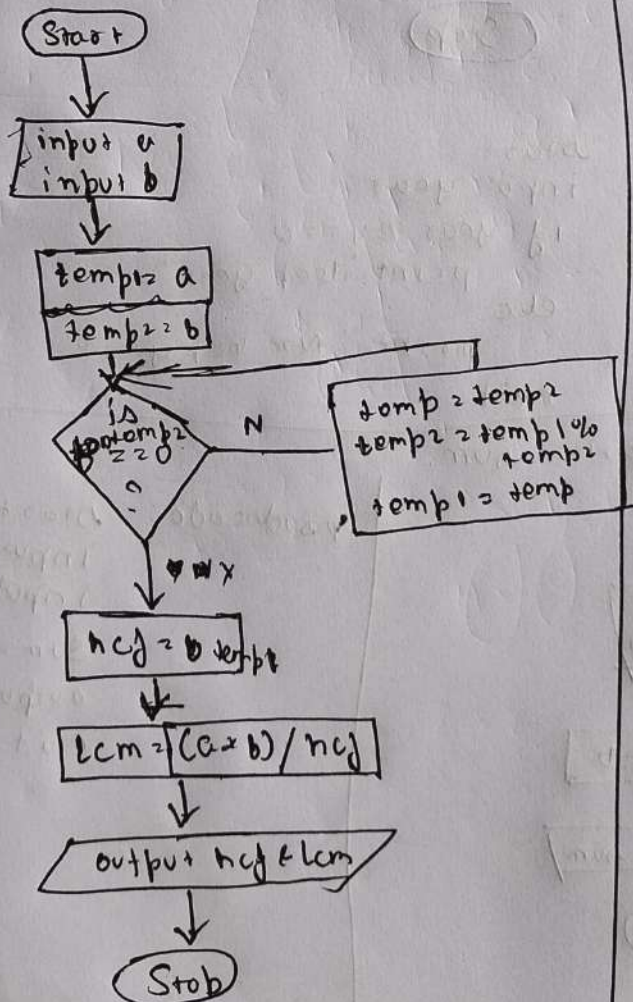 Start
input a
input b
temp1= a
temp2= b
is
temp2
==0
?
N
temp = temp2
temp2 = temp1%
temp2
temp1 = temp
Y
hcf = temp1
Lcm = (a*b)/hcf
output hcf & Lcm
Stop